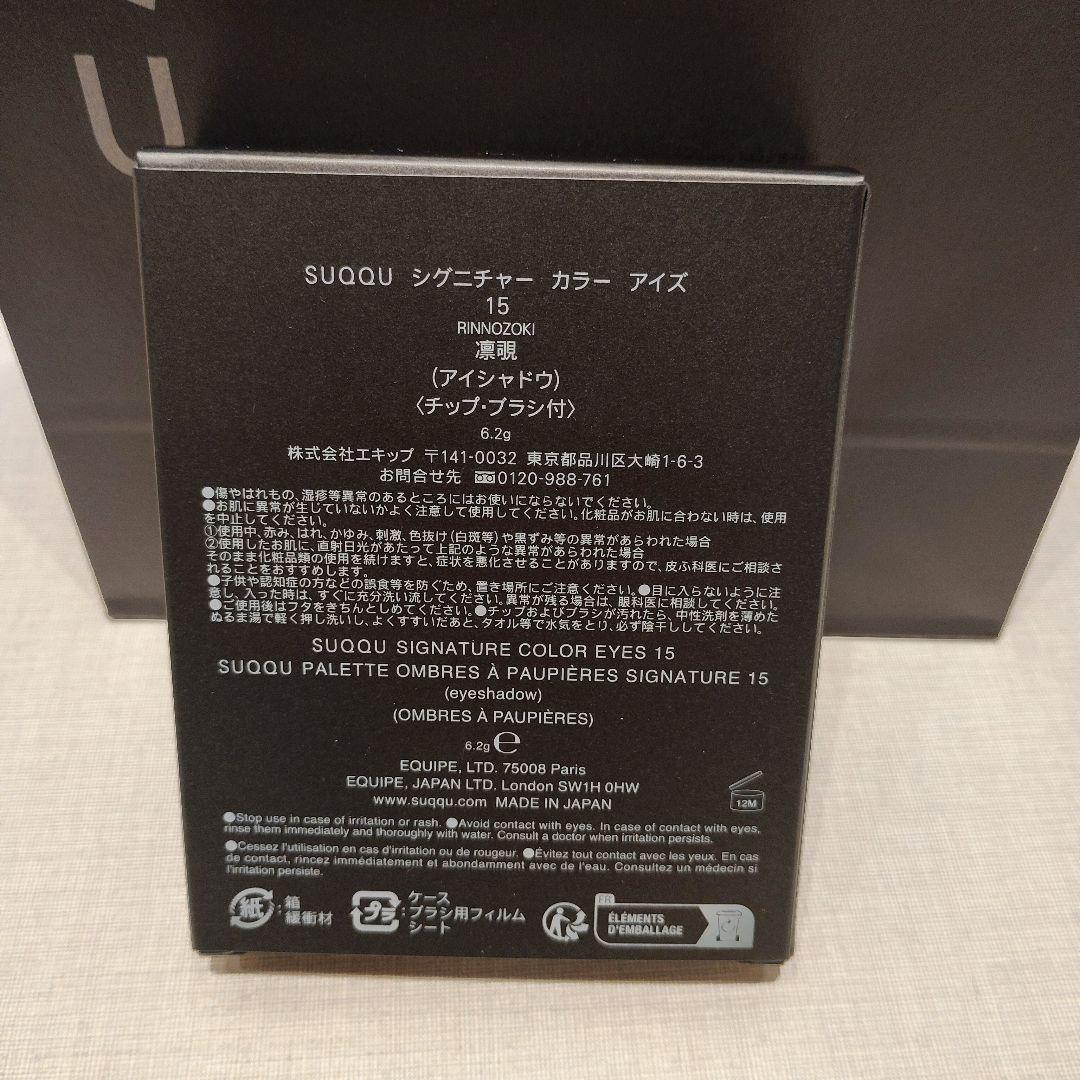 U
SUQQU シグニチャー カラー アイズ
15
RINNOZOKI
凛覗
(アイシャドウ)
〈チップ・ブラシ付〉
6.2g
株式会社エキップ 〒141-0032 東京都品川区大崎1-6-3
お問合せ先 0120-988-761
●傷やはれもの、湿疹等異常のあるところにはお使いにならないでください。
●お肌に異常が生じていないかよく注意して使用してください。化粧品がお肌に合わない時は、使用
を中止してください。
①使用中、赤み、はれ、かゆみ、刺激、色抜け(白斑等)や黒ずみ等の異常があらわれた場合
②使用したお肌に、直射日光があたって上記のような異常があらわれた場合
そのまま化粧品類の使用を続けますと、症状を悪化させることがありますので、皮ふ科医にご相談さ
れることをおすすめします。
●子供や認知症の方などの誤食等を防ぐため、置き場所にご注意ください。●目に入らないように注
意し、入った時は、すぐに充分洗い流してください。異常が残る場合は、眼科医に相談してください。
●ご使用後はフタをきちんとしめてください。●チップおよびブラシが汚れたら、中性洗剤を薄めた
ぬるま湯で軽く押し洗いし、よくすすいだあと、タオル等で水気をとり、必ず陰干ししてください。
SUQQU SIGNATURE COLOR EYES 15
SUQQU PALETTE OMBRES À PAUPIÈRES SIGNATURE 15
(eyeshadow)
(OMBRES À PAUPIÈRES)
6.2g ℮
EQUIPE, LTD. 75008 Paris
EQUIPE, JAPAN LTD. London SW1H 0HW
www.suqqu.com MADE IN JAPAN
12M
●Stop use in case of irritation or rash. ●Avoid contact with eyes. In case of contact with eyes,
rinse them immediately and thoroughly with water. Consult a doctor when irritation persists.
●Cessez l'utilisation en cas d'irritation ou de rougeur. ●Évitez tout contact avec les yeux. En cas
de contact, rincez immédiatement et abondamment avec de l'eau. Consultez un médecin si
l'irritation persiste.
紙:箱
緩衝材
プラ:ケース
ブラシ用フィルム
シート
FR
ÉLÉMENTS
D'EMBALLAGE